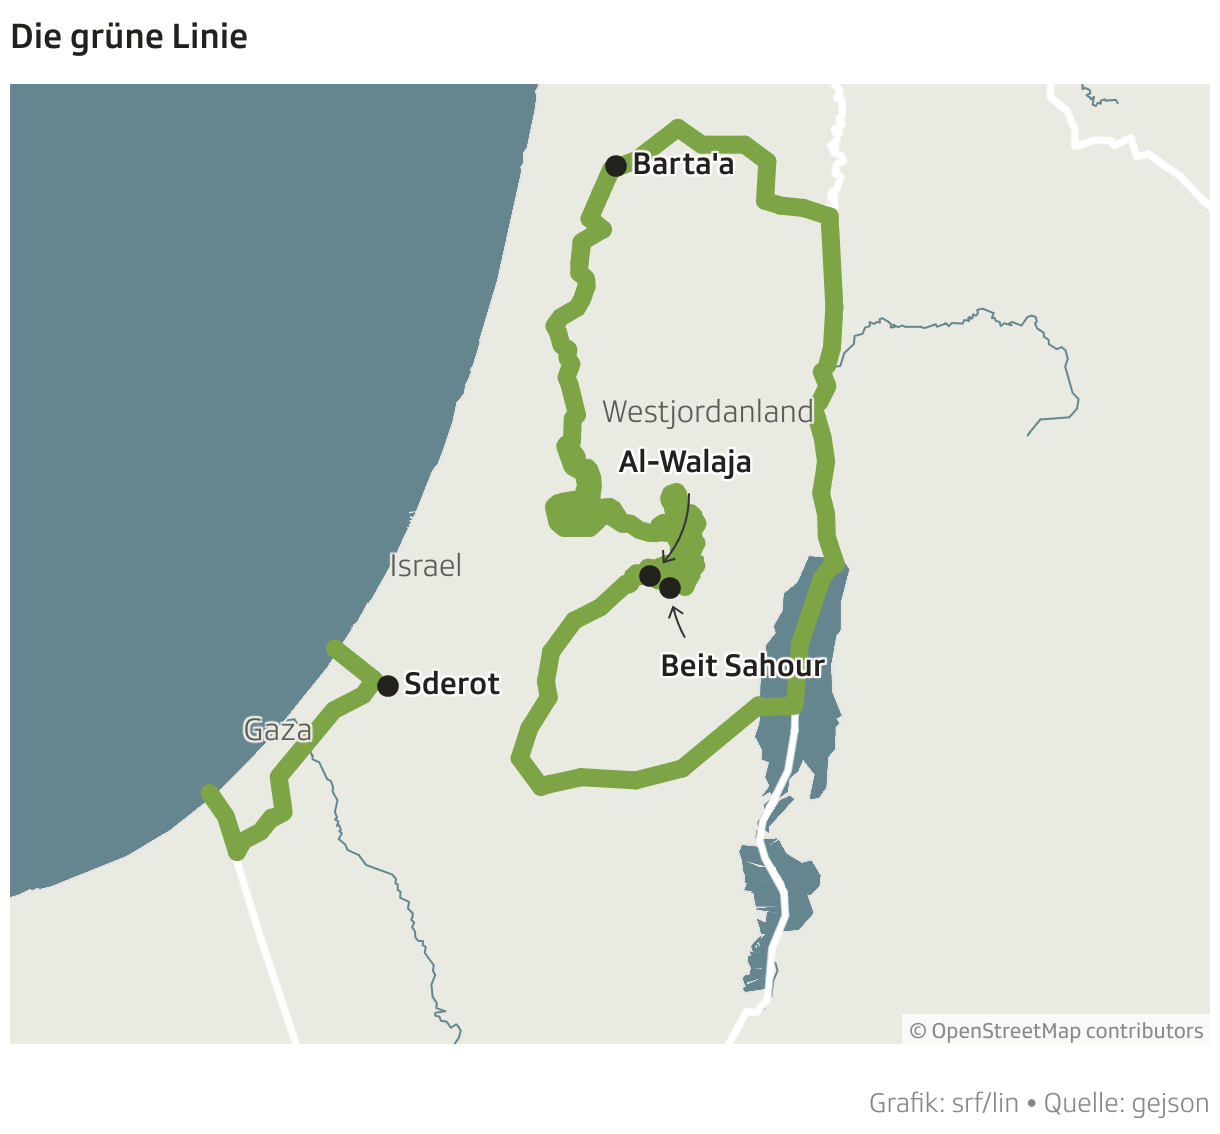 Die grüne Linie
Barta'a
Westjordanland
Al-Walaja
Israel
Beit Sahour
Sderot
Gaza
© OpenStreetMap contributors
Grafik: srf/lin • Quelle: gejson